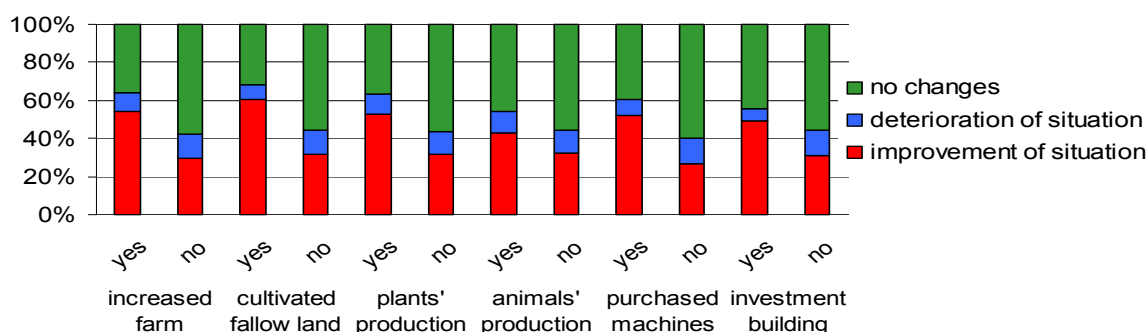 100%
80%
60%
40%
20%
0%
no changes
deterioration of situation
improvement of situation
yes no yes no yes no yes no yes no yes no
increased cultivated plants' animals' purchased investment
farm fallow land production production machines building